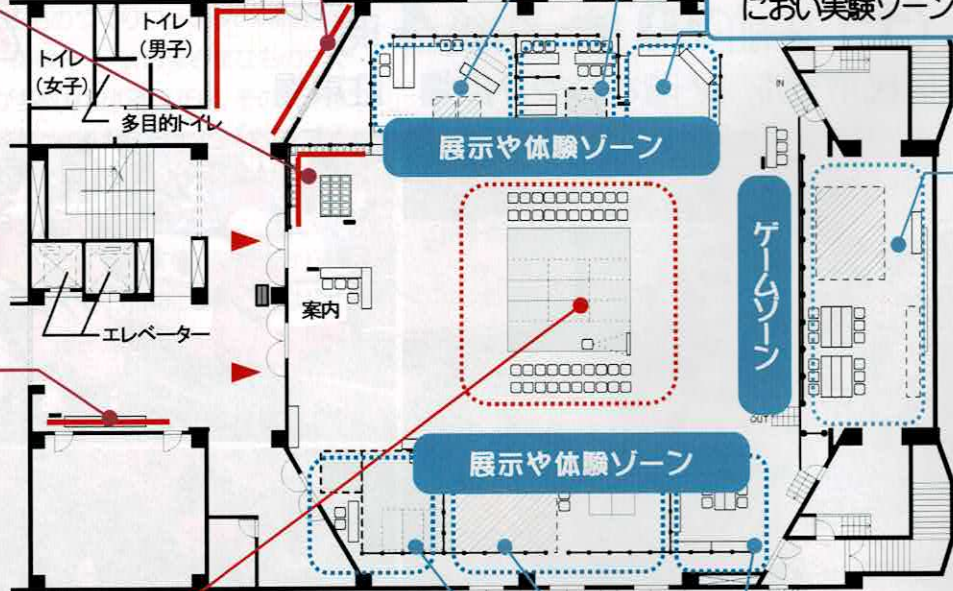 におい実験ゾーン
トイレ
(男子)
トイレ
(女子)
多目的トイレ
展示や体験ゾーン
IN
ゲームゾーン
案内
エレベーター
OUT
展示や体験ゾーン